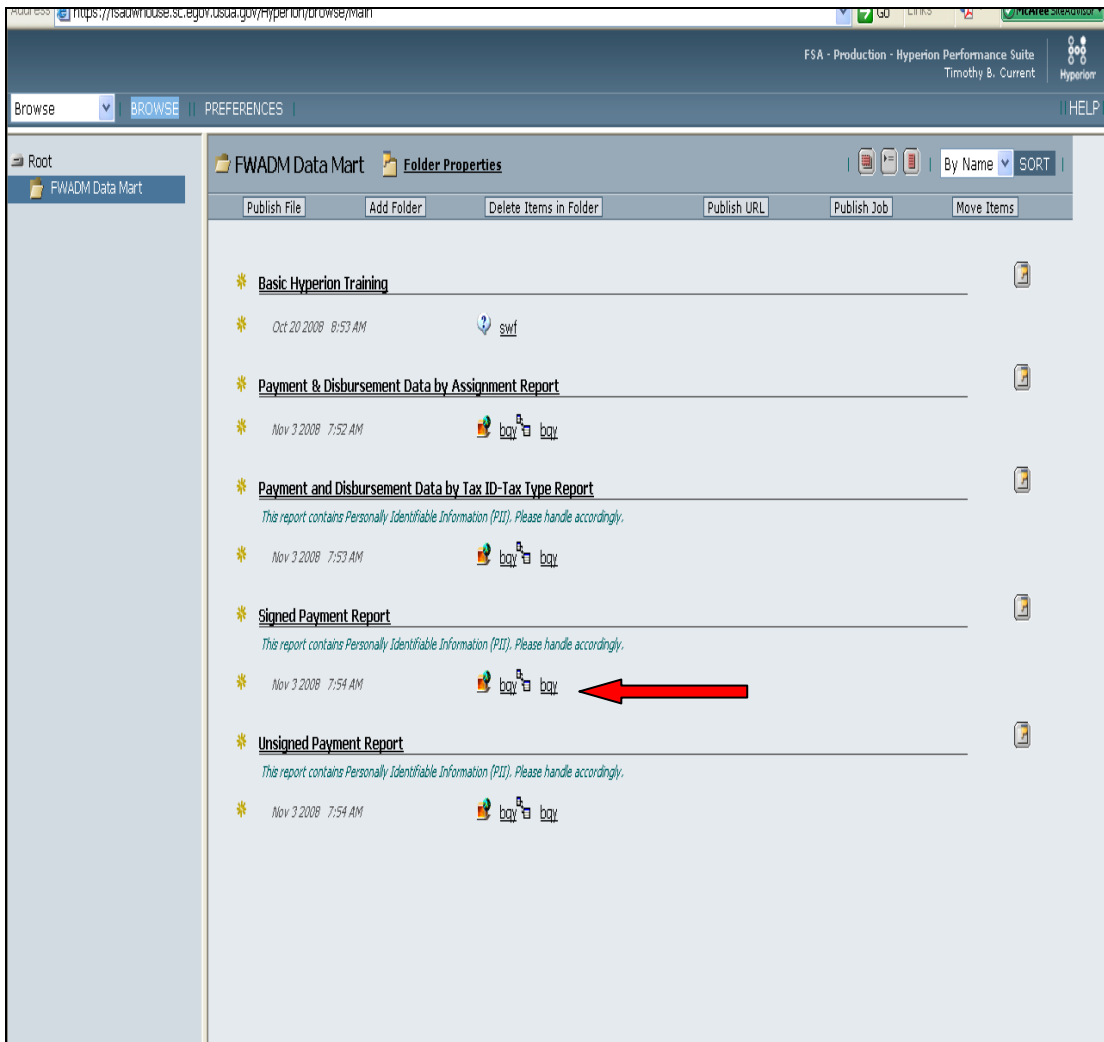 Address https://fsadwhouse.sc.egov.usda.gov/Hyperion/browse/Main Go Links McAfee SiteAdvisor
FSA - Production - Hyperion Performance Suite
Timothy B. Current
Hyperion
Browse | BROWSE || PREFERENCES | || HELP
Root
FWADM Data Mart
FWADM Data Mart Folder Properties | | By Name SORT |
Publish File Add Folder Delete Items in Folder Publish URL Publish Job Move Items
Basic Hyperion Training
Oct 20 2008 8:53 AM swf
Payment & Disbursement Data by Assignment Report
Nov 3 2008 7:52 AM bqy bqy
Payment and Disbursement Data by Tax ID-Tax Type Report
This report contains Personally Identifiable Information (PII). Please handle accordingly.
Nov 3 2008 7:53 AM bqy bqy
Signed Payment Report
This report contains Personally Identifiable Information (PII). Please handle accordingly.
Nov 3 2008 7:54 AM bqy bqy
Unsigned Payment Report
This report contains Personally Identifiable Information (PII). Please handle accordingly.
Nov 3 2008 7:54 AM bqy bqy